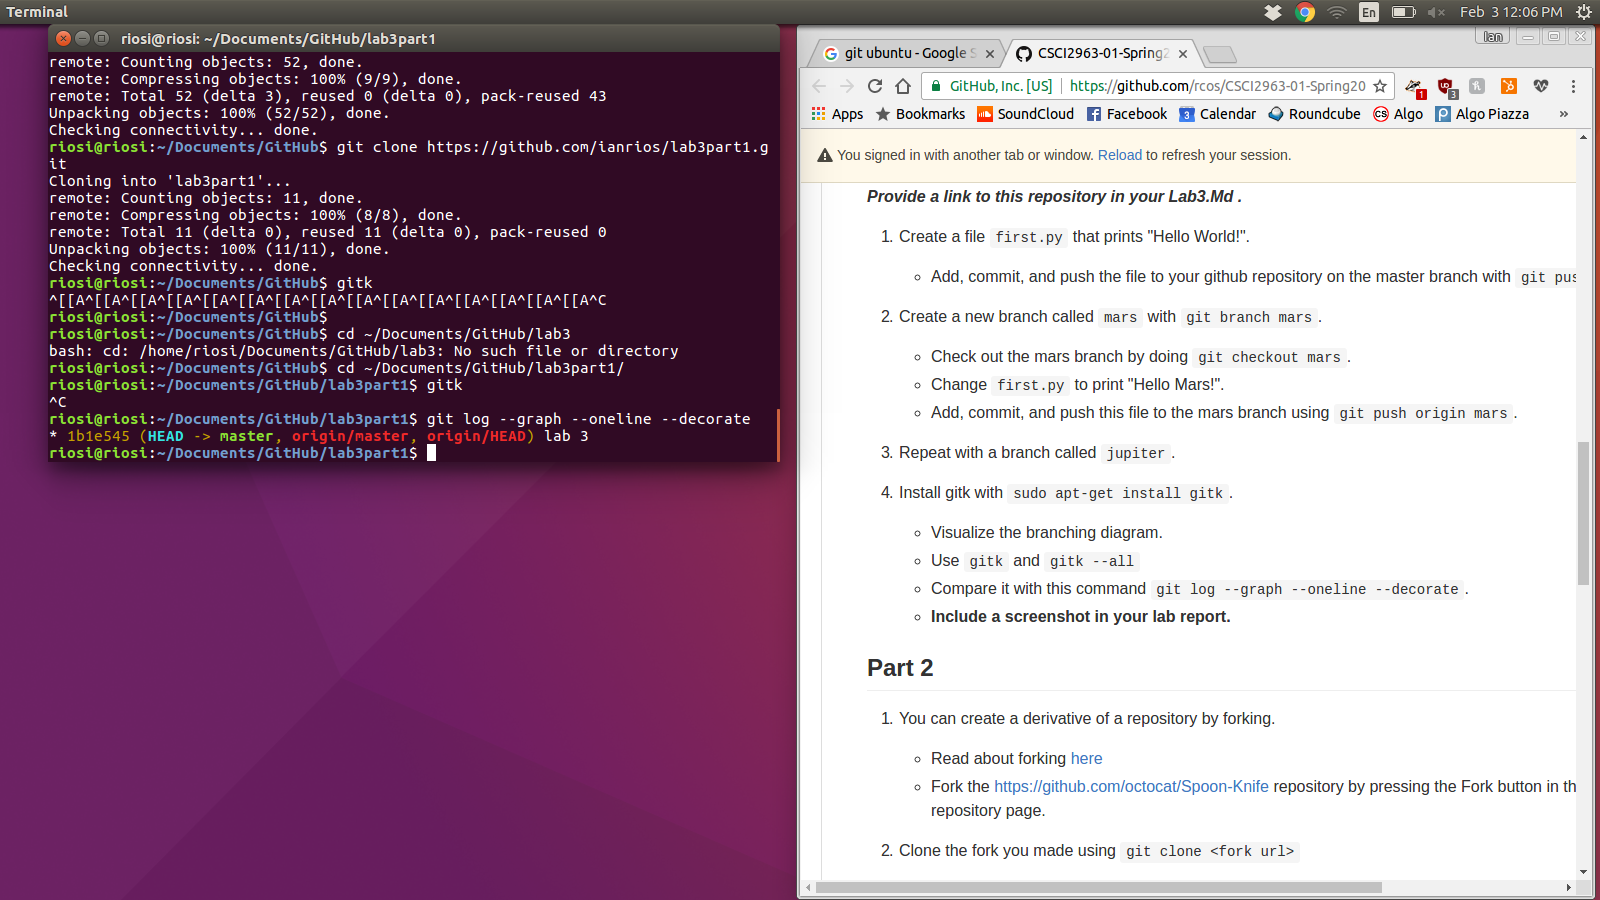 Terminal
En
Feb 3 12:06 PM
riosi@riosi: ~/Documents/GitHub/lab3part1
remote: Counting objects: 52, done.
remote: Compressing objects: 100% (9/9), done.
remote: Total 52 (delta 3), reused 0 (delta 0), pack-reused 43
Unpacking objects: 100% (52/52), done.
Checking connectivity... done.
riosi@riosi:~/Documents/GitHub$ git clone https://github.com/ianrios/lab3part1.g
it
Cloning into 'lab3part1'...
remote: Counting objects: 11, done.
remote: Compressing objects: 100% (8/8), done.
remote: Total 11 (delta 0), reused 11 (delta 0), pack-reused 0
Unpacking objects: 100% (11/11), done.
Checking connectivity... done.
riosi@riosi:~/Documents/GitHub$ gitk
^[[A^[[A^[[A^[[A^[[A^[[A^[[A^[[A^[[A^[[A^[[A^[[A^[[A^[[A^[[A^C
riosi@riosi:~/Documents/GitHub$
riosi@riosi:~/Documents/GitHub$ cd ~/Documents/GitHub/lab3
bash: cd: /home/riosi/Documents/GitHub/lab3: No such file or directory
riosi@riosi:~/Documents/GitHub$ cd ~/Documents/GitHub/lab3part1/
riosi@riosi:~/Documents/GitHub/lab3part1$ gitk
^C
riosi@riosi:~/Documents/GitHub/lab3part1$ git log --graph --oneline --decorate
* 1b1e545 (HEAD -> master, origin/master, origin/HEAD) lab 3
riosi@riosi:~/Documents/GitHub/lab3part1$
Ian
git ubuntu - Google S
CSCI2963-01-Spring2
GitHub, Inc. [US]
https://github.com/rcos/CSCI2963-01-Spring20
1
3
Apps
Bookmarks
SoundCloud
Facebook
3 Calendar
Roundcube
CS Algo
Algo Piazza
»
You signed in with another tab or window. Reload to refresh your session.
Provide a link to this repository in your Lab3.Md .
1. Create a file first.py that prints "Hello World!".
Add, commit, and push the file to your github repository on the master branch with git pus
2. Create a new branch called mars with git branch mars .
Check out the mars branch by doing git checkout mars .
Change first.py to print "Hello Mars!".
Add, commit, and push this file to the mars branch using git push origin mars .
3. Repeat with a branch called jupiter .
4. Install gitk with sudo apt-get install gitk .
Visualize the branching diagram.
Use gitk and gitk --all
Compare it with this command git log --graph --oneline --decorate .
Include a screenshot in your lab report.
Part 2
1. You can create a derivative of a repository by forking.
Read about forking here
Fork the https://github.com/octocat/Spoon-Knife repository by pressing the Fork button in th
repository page.
2. Clone the fork you made using git clone <fork url>